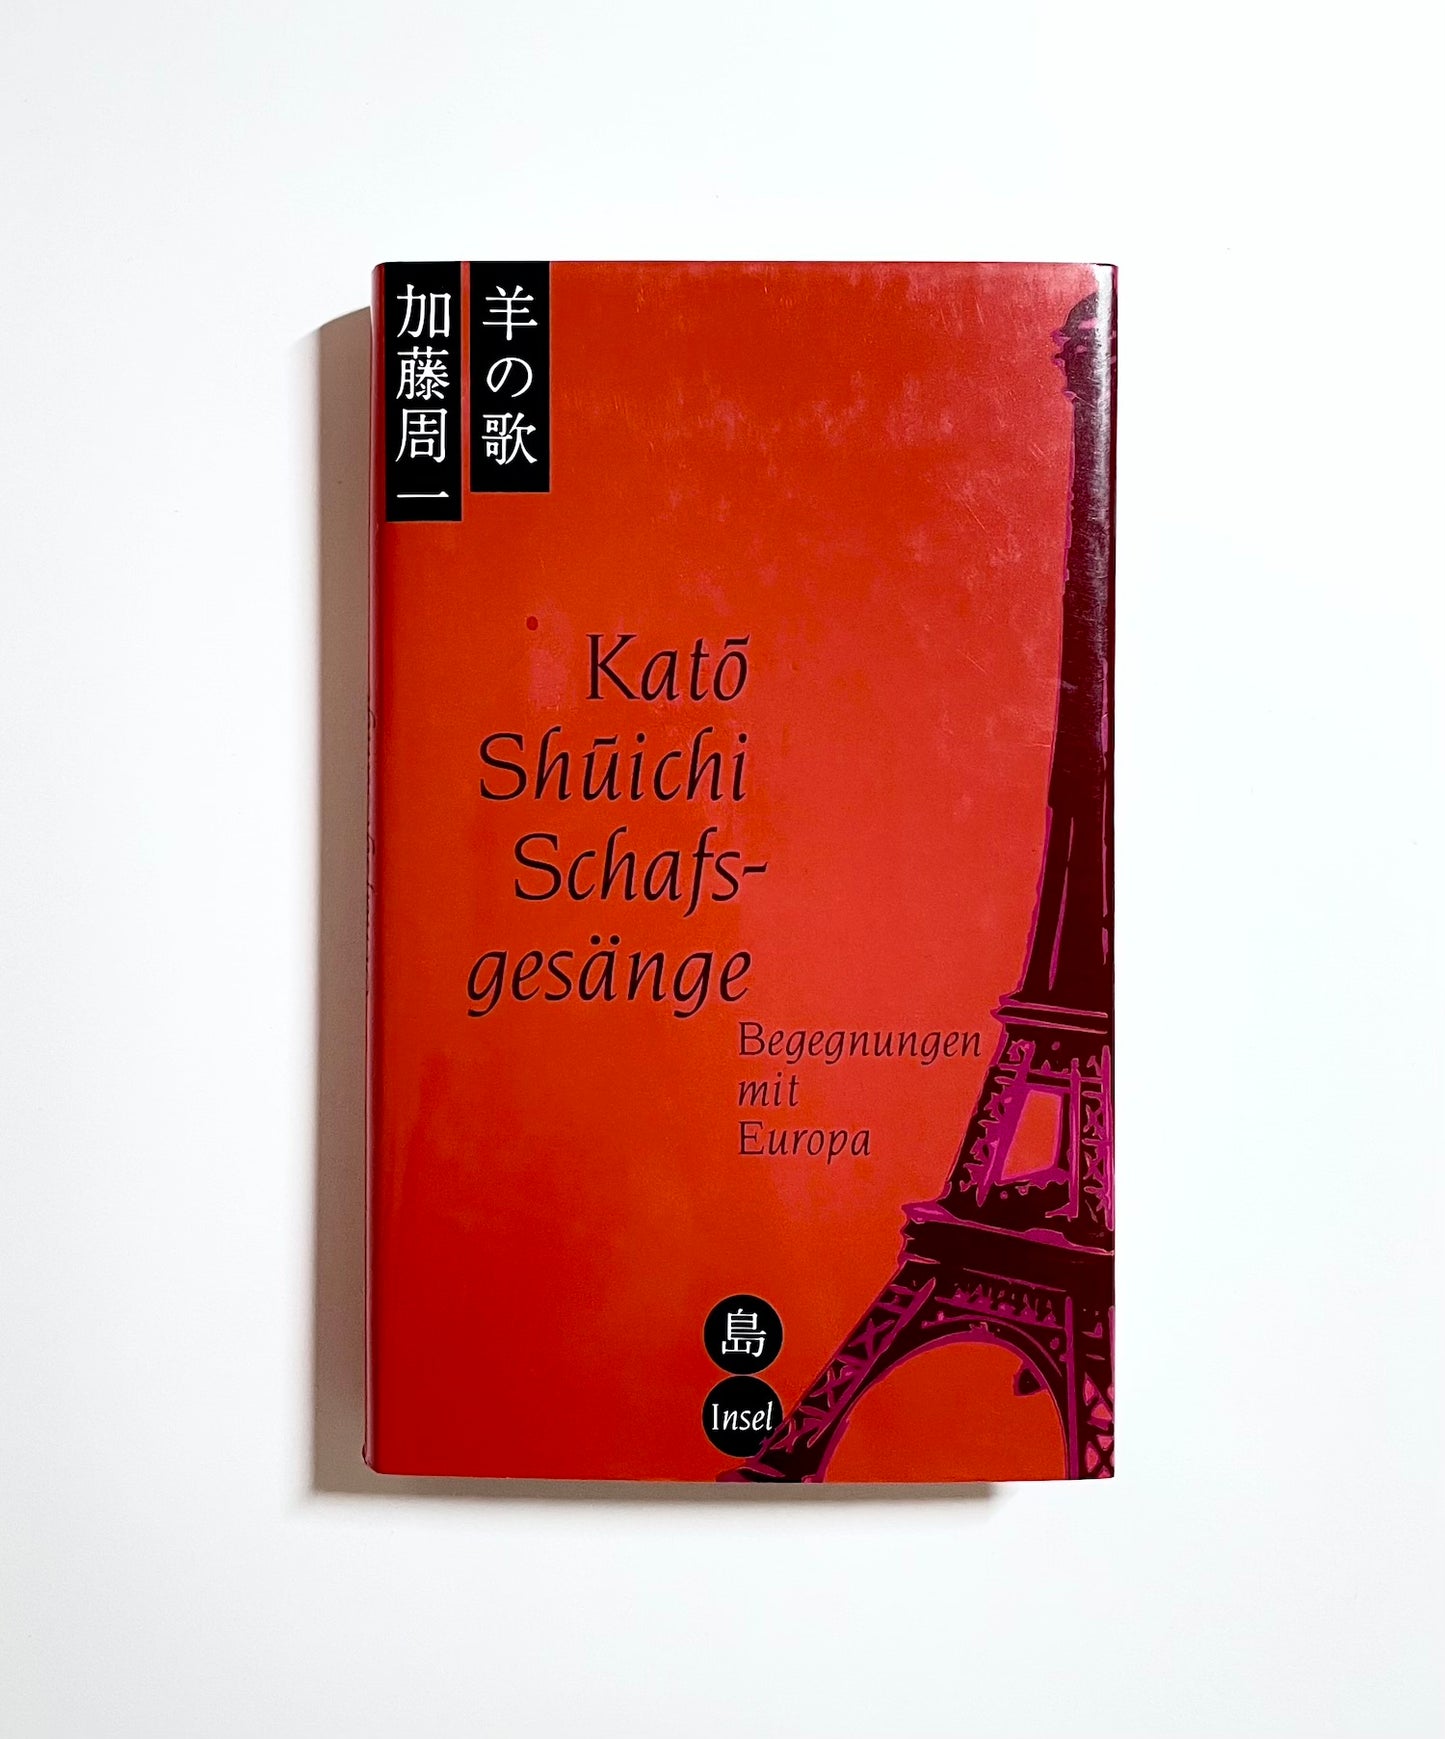 羊の歌
加藤周一
Katō
Shūichi
Schafs-
gesänge
Begegnungen
mit
Europa
島
Insel